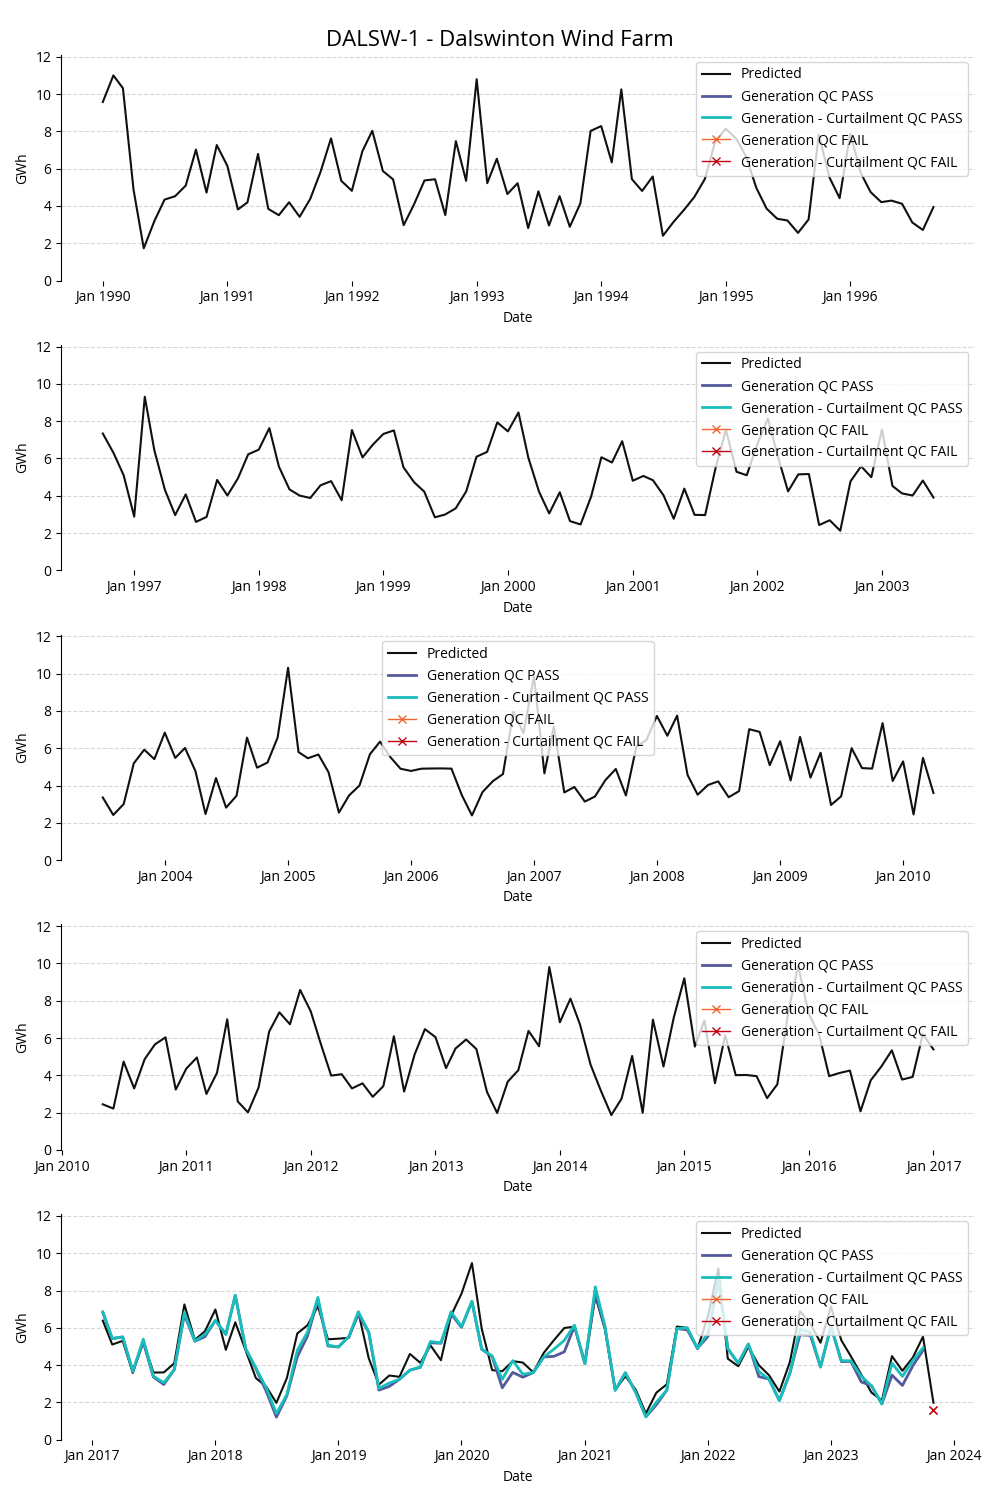 DALSW-1 - Dalswinton Wind Farm
12
10
8
6
4
2
0
GWh
Predicted
Generation QC PASS
Generation - Curtailment QC PASS
Generation QC FAIL
Generation - Curtailment QC FAIL
Jan 1990 Jan 1991 Jan 1992 Jan 1993 Jan 1994 Jan 1995 Jan 1996
Date
12
10
8
6
4
2
0
GWh
Predicted
Generation QC PASS
Generation - Curtailment QC PASS
Generation QC FAIL
Generation - Curtailment QC FAIL
Jan 1997 Jan 1998 Jan 1999 Jan 2000 Jan 2001 Jan 2002 Jan 2003
Date
12
10
8
6
4
2
0
GWh
Predicted
Generation QC PASS
Generation - Curtailment QC PASS
Generation QC FAIL
Generation - Curtailment QC FAIL
Jan 2004 Jan 2005 Jan 2006 Jan 2007 Jan 2008 Jan 2009 Jan 2010
Date
12
10
8
6
4
2
0
GWh
Predicted
Generation QC PASS
Generation - Curtailment QC PASS
Generation QC FAIL
Generation - Curtailment QC FAIL
Jan 2010 Jan 2011 Jan 2012 Jan 2013 Jan 2014 Jan 2015 Jan 2016 Jan 2017
Date
12
10
8
6
4
2
0
GWh
Predicted
Generation QC PASS
Generation - Curtailment QC PASS
Generation QC FAIL
Generation - Curtailment QC FAIL
Jan 2017 Jan 2018 Jan 2019 Jan 2020 Jan 2021 Jan 2022 Jan 2023 Jan 2024
Date